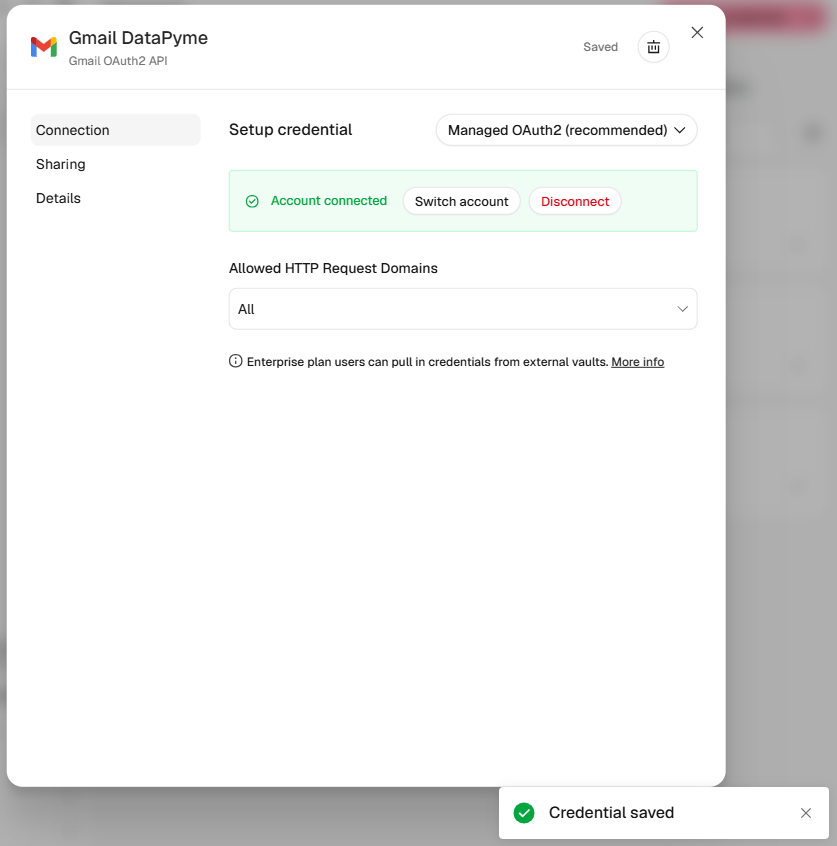 Gmail DataPyme
Gmail OAuth2 API
Saved
Connection
Sharing
Details
Setup credential
Managed OAuth2 (recommended)
Account connected
Switch account
Disconnect
Allowed HTTP Request Domains
All
Enterprise plan users can pull in credentials from external vaults. More info
Credential saved